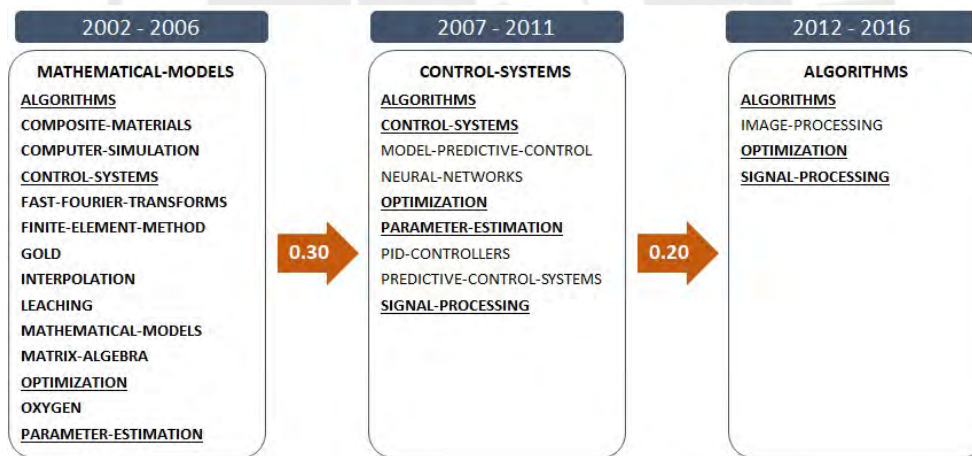 2002 - 2006
MATHEMATICAL-MODELS
ALGORITHMS
COMPOSITE-MATERIALS
COMPUTER-SIMULATION
CONTROL-SYSTEMS
FAST-FOURIER-TRANSFORMS
FINITE-ELEMENT-METHOD
GOLD
INTERPOLATION
LEACHING
MATHEMATICAL-MODELS
MATRIX-ALGEBRA
OPTIMIZATION
OXYGEN
PARAMETER-ESTIMATION
0.30
2007 - 2011
CONTROL-SYSTEMS
ALGORITHMS
CONTROL-SYSTEMS
MODEL-PREDICTIVE-CONTROL
NEURAL-NETWORKS
OPTIMIZATION
PARAMETER-ESTIMATION
PID-CONTROLLERS
PREDICTIVE-CONTROL-SYSTEMS
SIGNAL-PROCESSING
0.20
2012 - 2016
ALGORITHMS
ALGORITHMS
IMAGE-PROCESSING
OPTIMIZATION
SIGNAL-PROCESSING